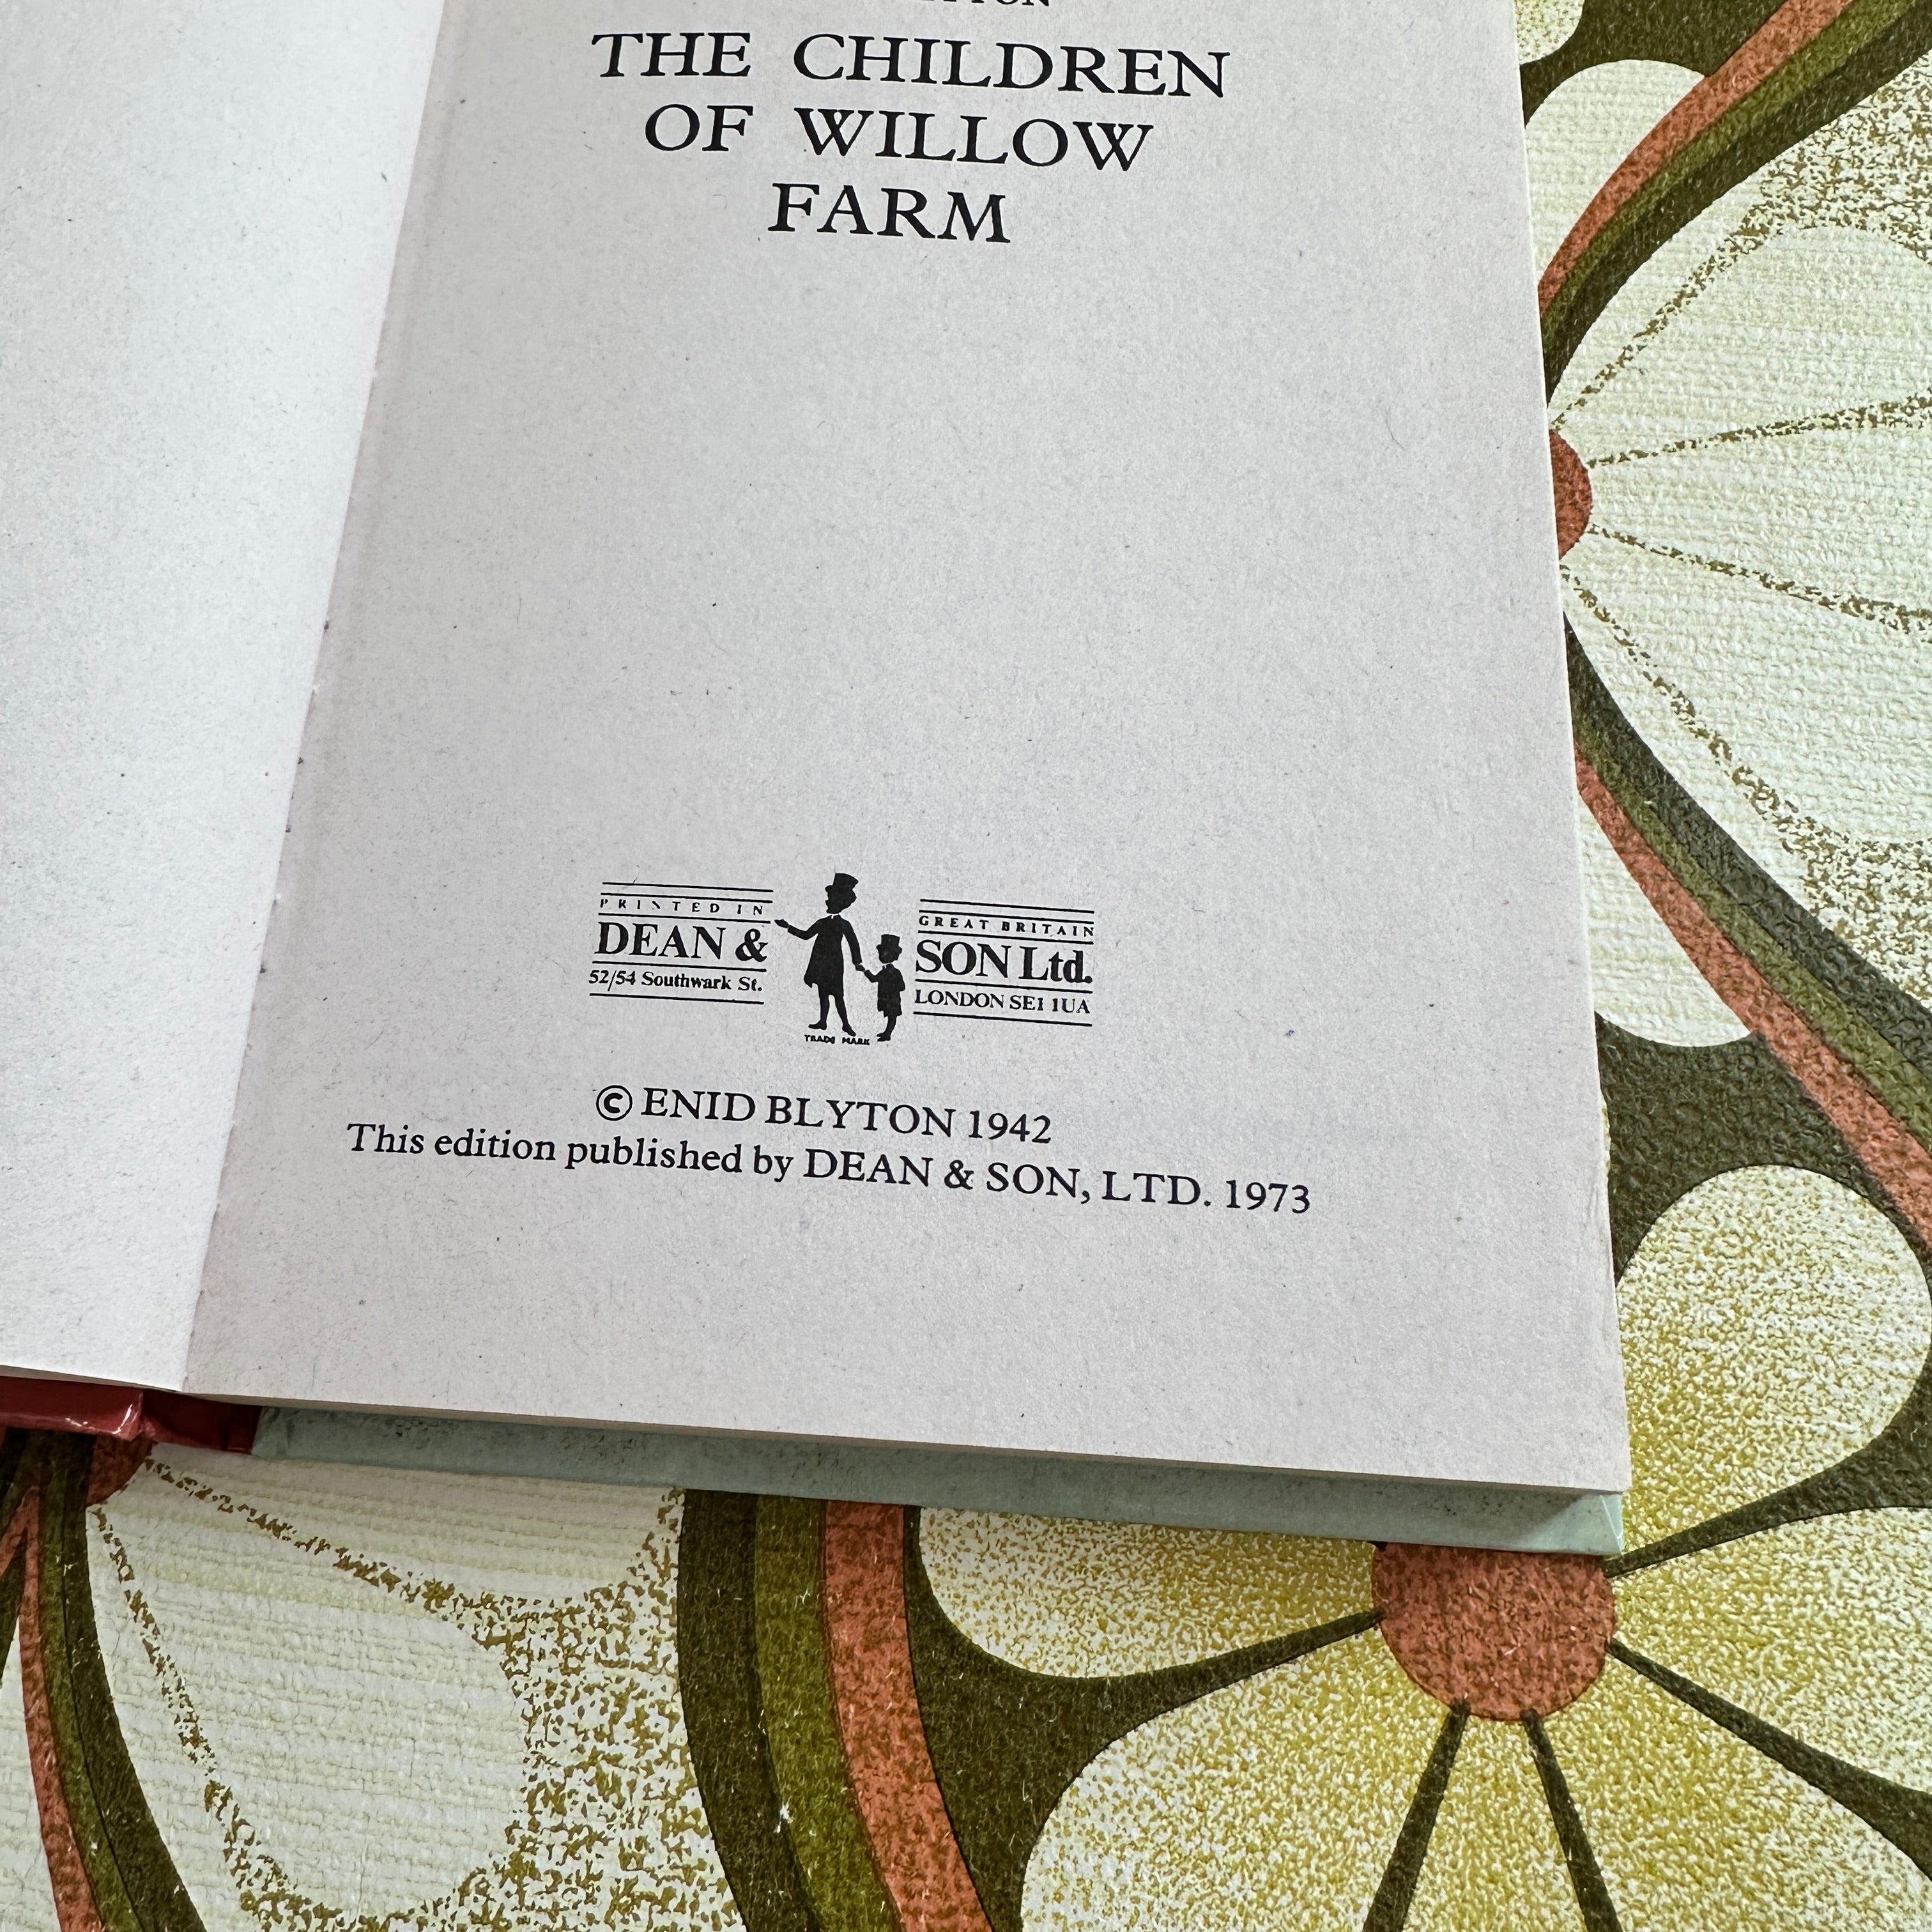 THE CHILDREN
OF WILLOW
FARM
PRINTED IN
DEAN &
52/54 Southwark St.
GREAT BRITAIN
SON Ltd.
LONDON SE1 1UA
TRADE MARK
© ENID BLYTON 1942
This edition published by DEAN & SON, LTD. 1973